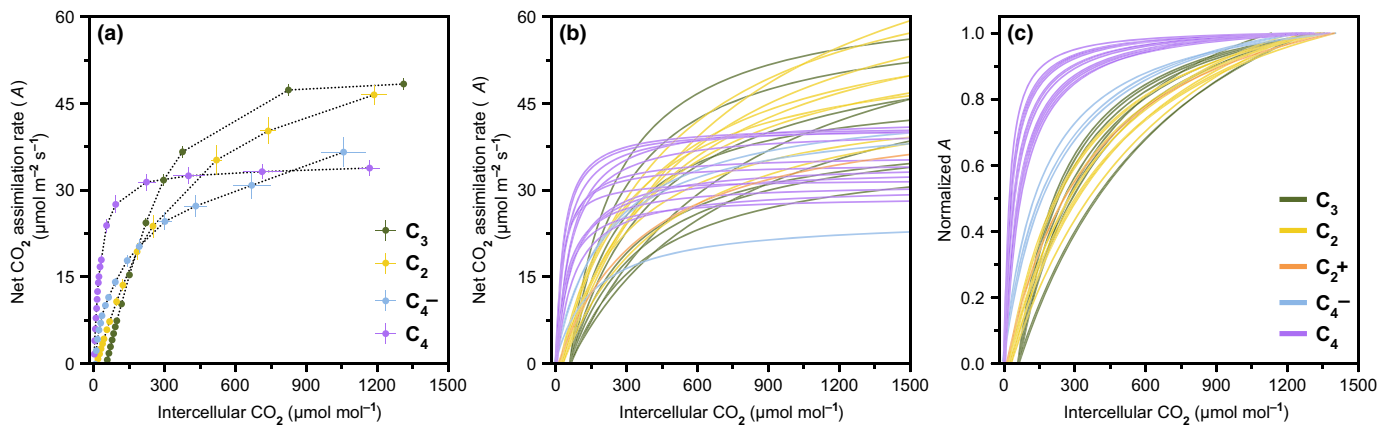 (a)
Net CO₂ assimilation rate ( A)
(µmol m⁻² s⁻¹)
60
45
30
15
0
0 300 600 900 1200 1500
Intercellular CO₂ (µmol mol⁻¹)
C₃
C₂
C₄–
C₄
(b)
Net CO₂ assimilation rate ( A)
(µmol m⁻² s⁻¹)
60
45
30
15
0
0 300 600 900 1200 1500
Intercellular CO₂ (µmol mol⁻¹)
(c)
Normalized A
1.0
0.8
0.6
0.4
0.2
0.0
0 300 600 900 1200 1500
Intercellular CO₂ (µmol mol⁻¹)
C₃
C₂
C₂+
C₄–
C₄